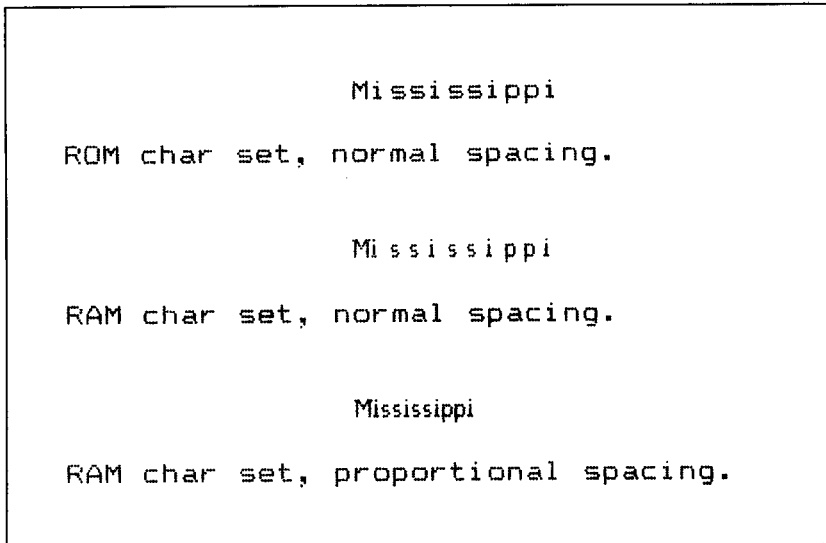 Mississippi
ROM char set, normal spacing.
Mississippi
RAM char set, normal spacing.
Mississippi
RAM char set, proportional spacing.